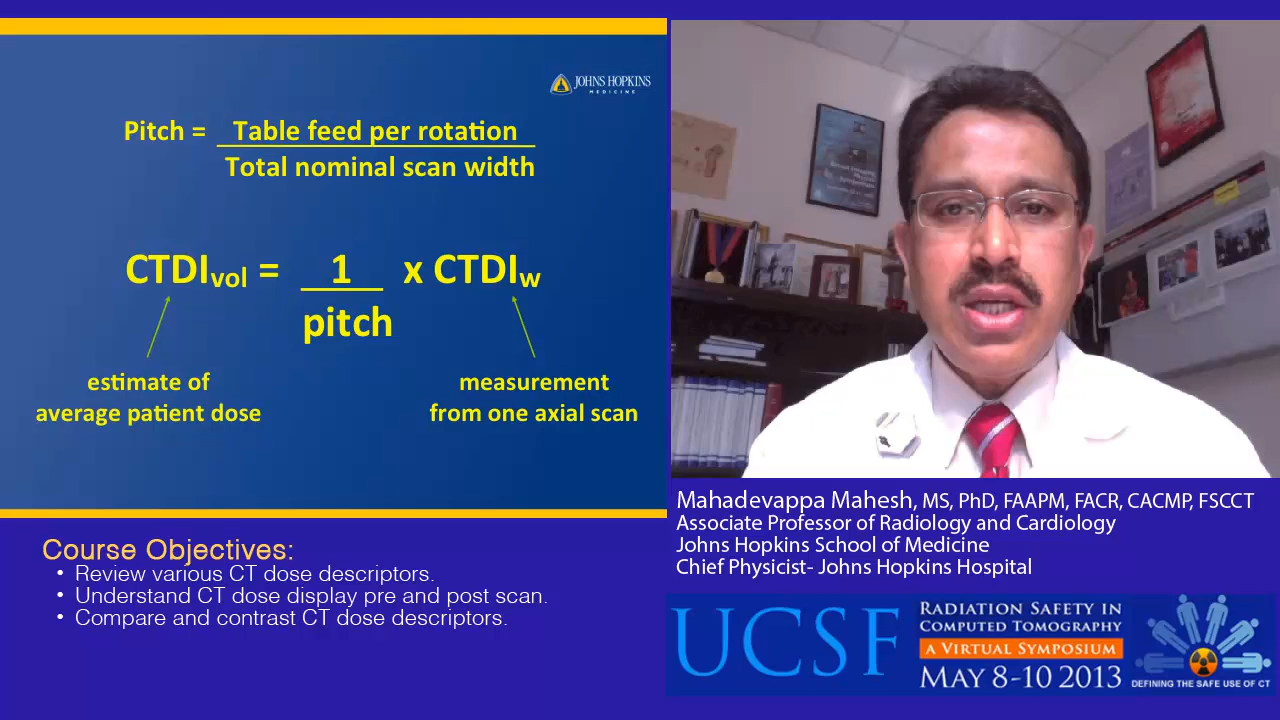 JOHNS HOPKINS
MEDICINE
Pitch = Table feed per rotation
Total nominal scan width
CTDIvol = 1 x CTDIw
pitch
estimate of
average patient dose
measurement
from one axial scan
Course Objectives:
• Review various CT dose descriptors.
• Understand CT dose display pre and post scan.
• Compare and contrast CT dose descriptors.
Mahadevappa Mahesh, MS, PhD, FAAPM, FACR, CACMP, FSCCT
Associate Professor of Radiology and Cardiology
Johns Hopkins School of Medicine
Chief Physicist- Johns Hopkins Hospital
UCSF
RADIATION SAFETY IN
COMPUTED TOMOGRAPHY
A VIRTUAL SYMPOSIUM
MAY 8-10 2013
DEFINING THE SAFE USE OF CT